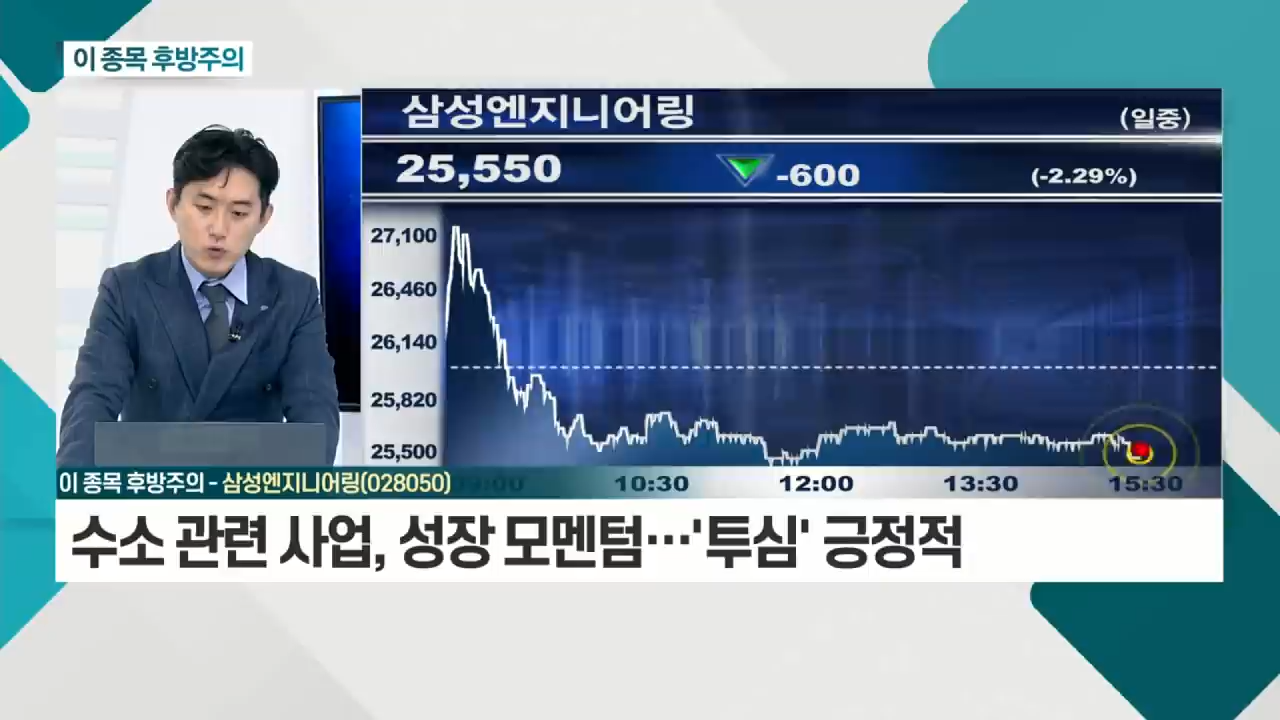 이 종목 후방주의
삼성엔지니어링
(일중)
25,550
-600
(-2.29%)
27,100
26,460
26,140
25,820
25,500
09:00
10:30
12:00
13:30
15:30
이 종목 후방주의 - 삼성엔지니어링(028050)
수소 관련 사업, 성장 모멘텀…'투심' 긍정적